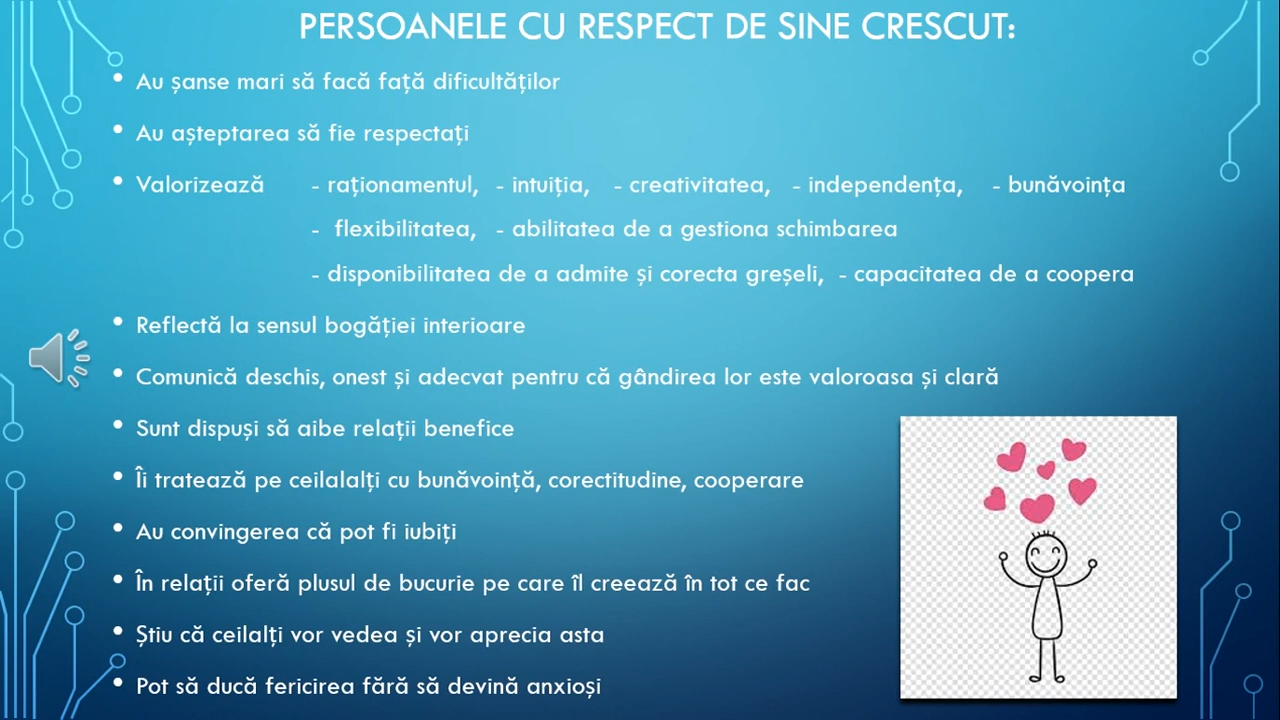 PERSOANELE CU RESPECT DE SINE CRESCUT:
• Au șanse mari să facă față dificultăților
• Au așteptarea să fie respectați
• Valorizează - raționamentul, - intuiția, - creativitatea, - independența, - bunăvoința
- flexibilitatea, - abilitatea de a gestiona schimbarea
- disponibilitatea de a admite și corecta greșeli, - capacitatea de a coopera
• Reflectă la sensul bogăției interioare
• Comunică deschis, onest și adecvat pentru că gândirea lor este valoroasa și clară
• Sunt dispuși să aibe relații benefice
• Îi tratează pe ceilalalți cu bunăvoință, corectitudine, cooperare
• Au convingerea că pot fi iubiți
• În relații oferă plusul de bucurie pe care îl creează în tot ce fac
• Știu că ceilalți vor vedea și vor aprecia asta
• Pot să ducă fericirea fără să devină anxioși